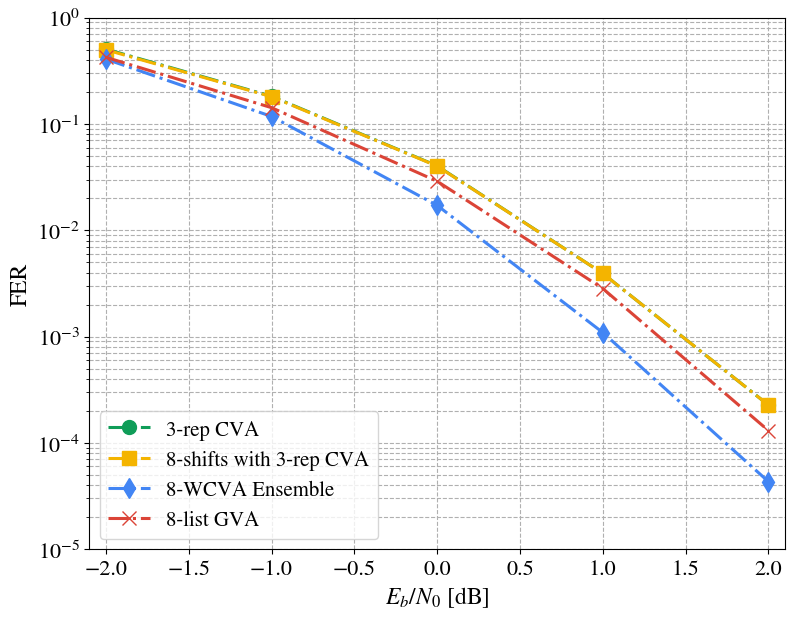 10^0
10^−1
10^−2
10^−3
10^−4
10^−5
FER
3-rep CVA
8-shifts with 3-rep CVA
8-WCVA Ensemble
8-list GVA
−2.0 −1.5 −1.0 −0.5 0.0 0.5 1.0 1.5 2.0
E_b/N_0 [dB]